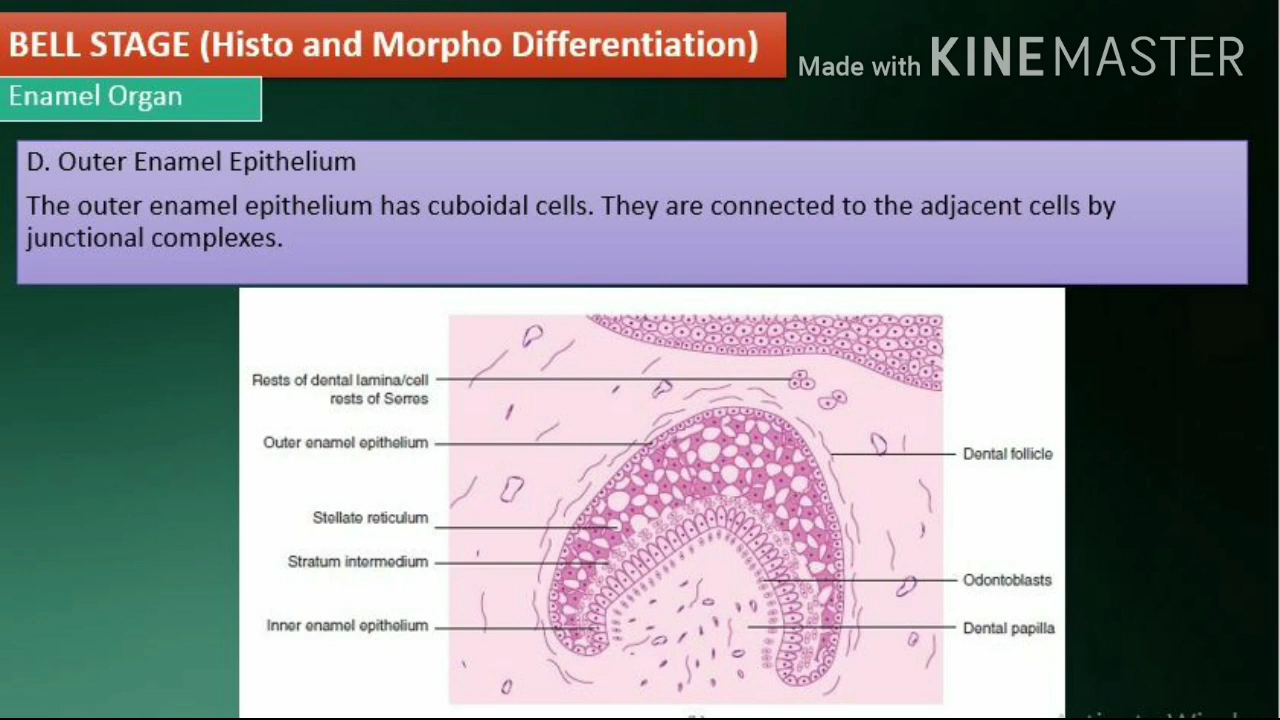 BELL STAGE (Histo and Morpho Differentiation)
Made with KINEMASTER
Enamel Organ
D. Outer Enamel Epithelium
The outer enamel epithelium has cuboidal cells. They are connected to the adjacent cells by
junctional complexes.
Rests of dental lamina/cell
rests of Serres
Outer enamel epithelium
Dental follicle
Stellate reticulum
Stratum intermedium
Odontoblasts
Inner enamel epithelium
Dental papilla